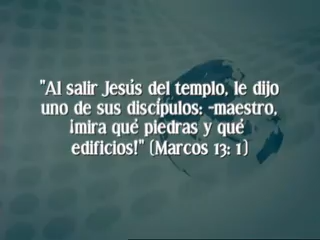 "Al salir Jesús del templo, le dijo
uno de sus discípulos: -maestro,
¡mira qué piedras y qué
edificios!" (Marcos 13: 1)